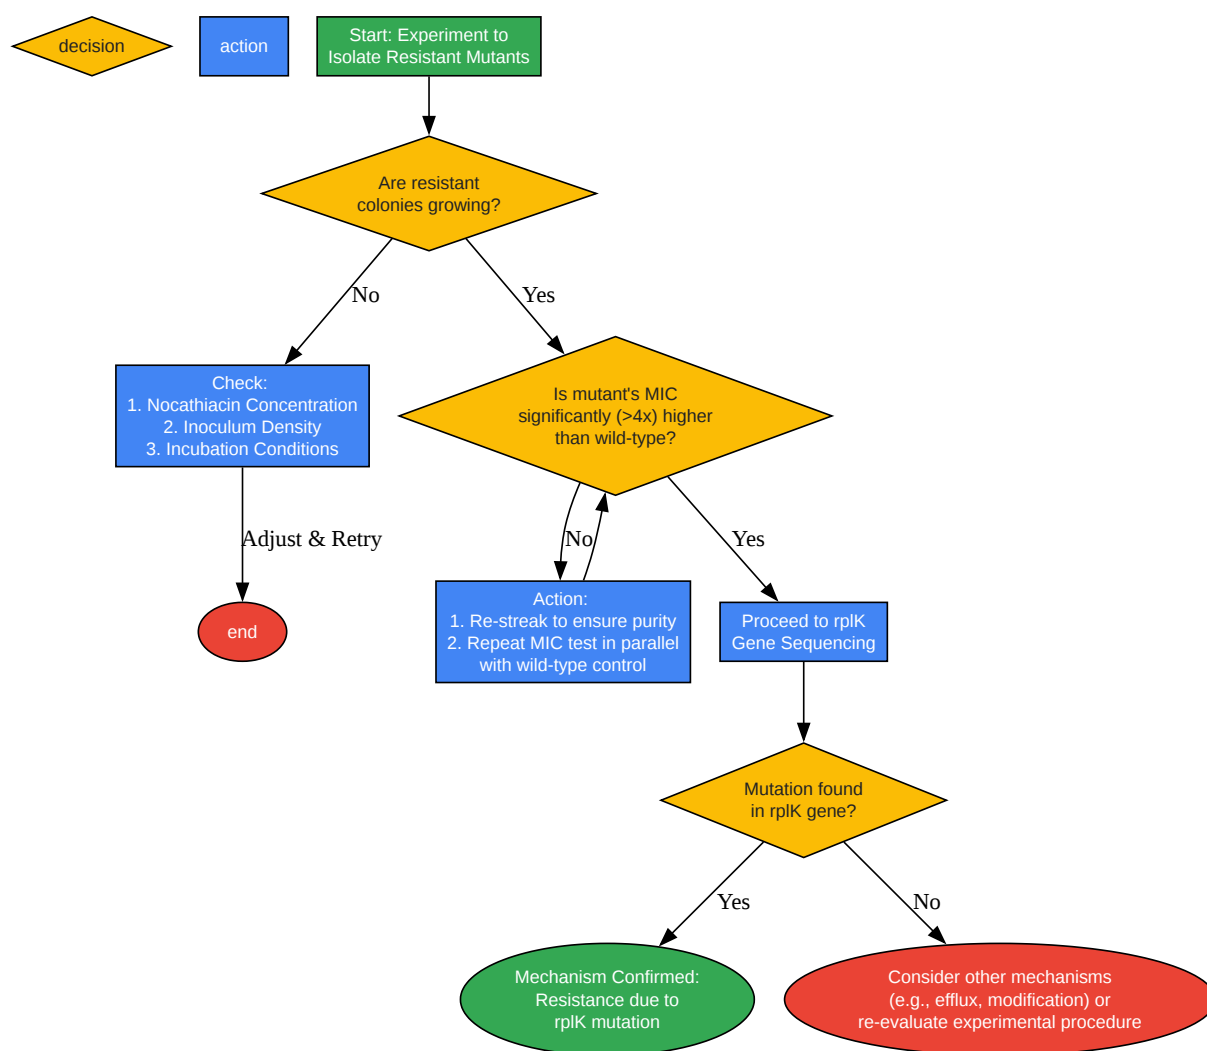 decision
action
Start: Experiment to
Isolate Resistant Mutants
Are resistant
colonies growing?
No
Yes
Check:
1. Nocathiacin Concentration
2. Inoculum Density
3. Incubation Conditions
Is mutant's MIC
significantly (>4x) higher
than wild-type?
Adjust & Retry
No
Yes
end
Action:
1. Re-streak to ensure purity
2. Repeat MIC test in parallel
with wild-type control
Proceed to rplK
Gene Sequencing
Mutation found
in rplK gene?
Yes
No
Mechanism Confirmed:
Resistance due to
rplK mutation
Consider other mechanisms
(e.g., efflux, modification) or
re-evaluate experimental procedure